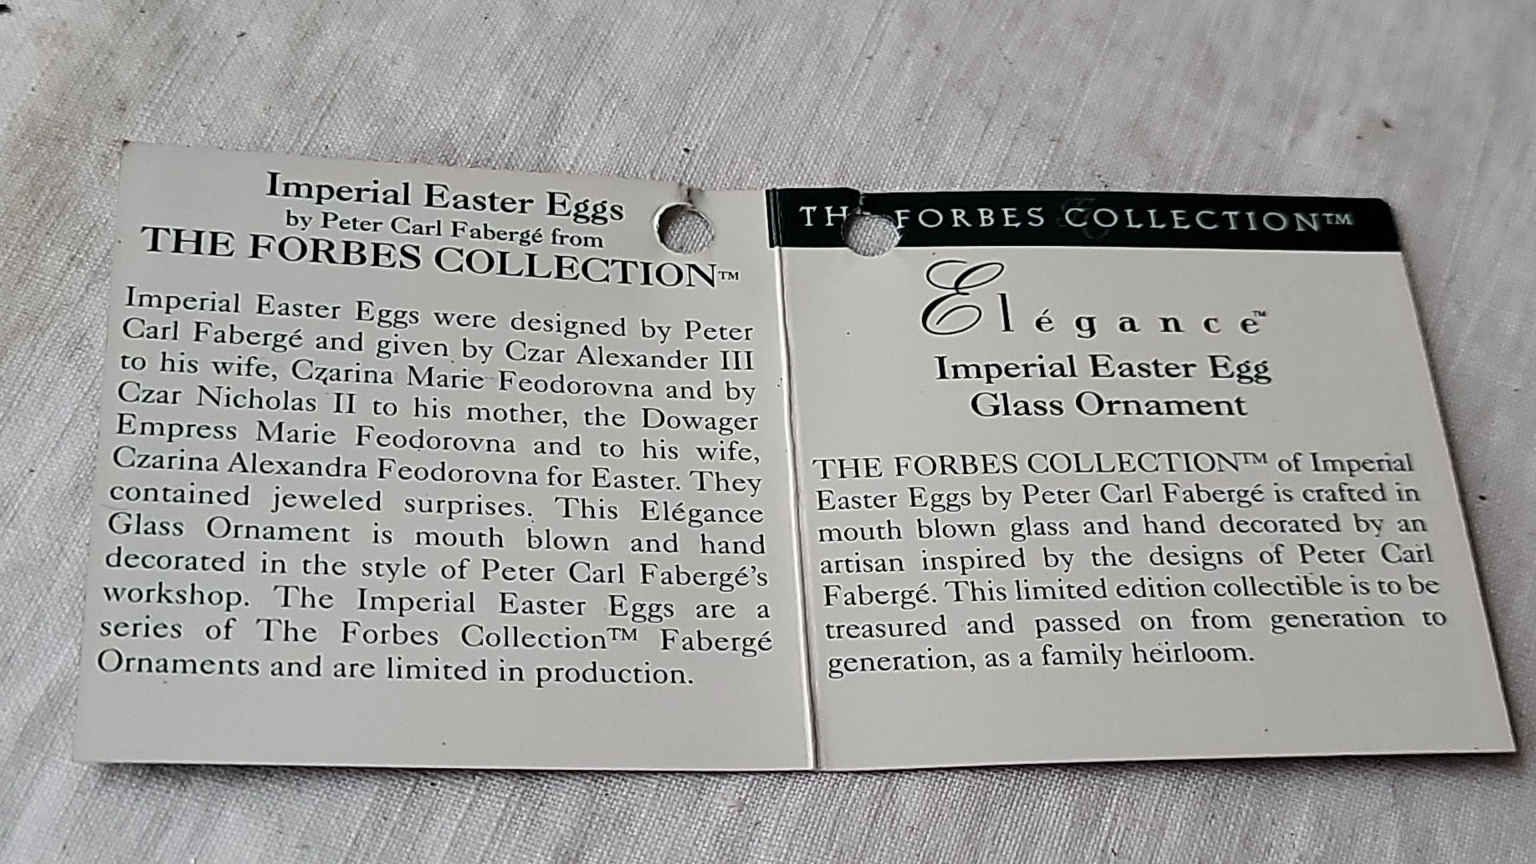 Imperial Easter Eggs
by Peter Carl Fabergé from
THE FORBES COLLECTION™
Imperial Easter Eggs were designed by Peter
Carl Fabergé and given by Czar Alexander III
to his wife, Czarina Marie Feodorovna and by
Czar Nicholas II to his mother, the Dowager
Empress Marie Feodorovna and to his wife,
Czarina Alexandra Feodorovna for Easter. They
contained jeweled surprises. This Elégance
Glass Ornament is mouth blown and hand
decorated in the style of Peter Carl Fabergé's
workshop. The Imperial Easter Eggs are a
series of The Forbes Collection™ Fabergé
Ornaments and are limited in production.
TH FORBES COLLECTION™
Elégance™
Imperial Easter Egg
Glass Ornament
THE FORBES COLLECTION™ of Imperial
Easter Eggs by Peter Carl Fabergé is crafted in
mouth blown glass and hand decorated by an
artisan inspired by the designs of Peter Carl
Fabergé. This limited edition collectible is to be
treasured and passed on from generation to
generation, as a family heirloom.